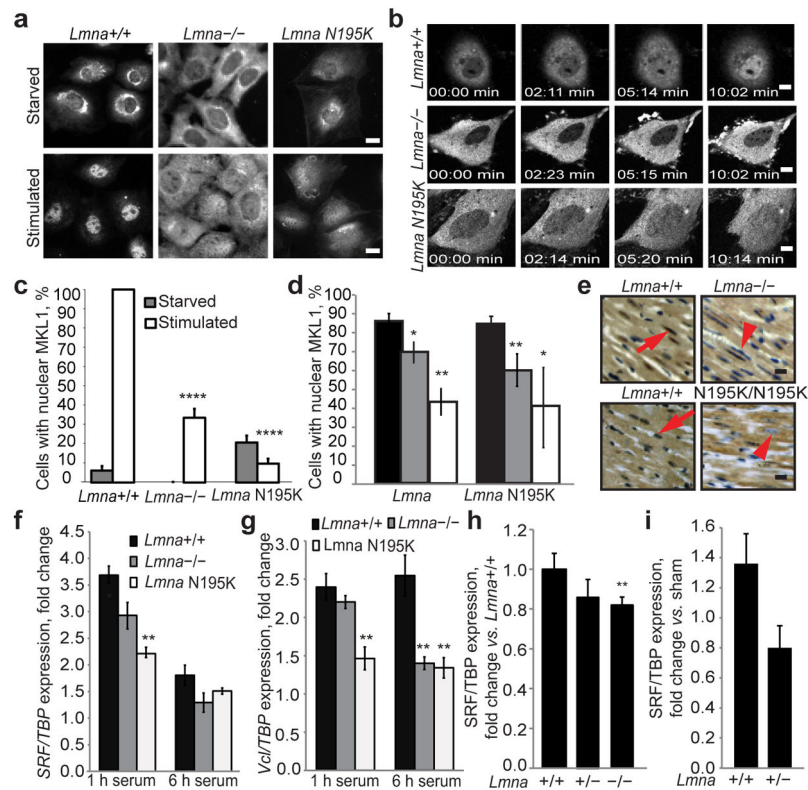 a
Lmna+/+
Lmna−/−
Lmna N195K
Starved
Stimulated
b
Lmna+/+
00:00 min
02:11 min
05:14 min
10:02 min
Lmna−/−
00:00 min
02:23 min
05:15 min
10:02 min
Lmna N195K
00:00 min
02:14 min
05:20 min
10:14 min
c
Cells with nuclear MKL1, %
100
90
80
70
60
50
40
30
20
10
0
Starved
Stimulated
****
****
Lmna+/+
Lmna−/−
Lmna N195K
d
Cells with nuclear MKL1, %
100
90
80
70
60
50
40
30
20
10
0
*
**
**
*
Lmna
Lmna N195K
e
Lmna+/+
Lmna−/−
Lmna+/+
N195K/N195K
f
SRF/TBP expression, fold change
4.5
4.0
3.5
3.0
2.5
2.0
1.5
1.0
0.5
0.0
Lmna+/+
Lmna−/−
Lmna N195K
**
1 h serum
6 h serum
g
Vcl/TBP expression, fold change
3.0
2.5
2.0
1.5
1.0
0.5
0.0
Lmna+/+
Lmna−/−
Lmna N195K
**
**
**
1 h serum
6 h serum
h
SRF/TBP expression,
fold change vs. Lmna+/+
1.2
1.0
0.8
0.6
0.4
0.2
0.0
**
Lmna
+/+
+/−
−/−
i
SRF/TBP expression,
fold change vs. sham
1.6
1.4
1.2
1.0
0.8
0.6
0.4
0.2
0.0
Lmna
+/+
+/−